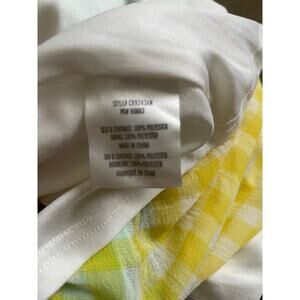 STYLE# CR9243AN
PO# 50863
SELF & CONTRAST: 100% POLYESTER
LINING: 100% POLYESTER
MADE IN CHINA
SOI & CONTRASTE: 100% POLYESTER
DOUBLURE: 100% POLYESTER
FABRIQUÉ EN CHINE